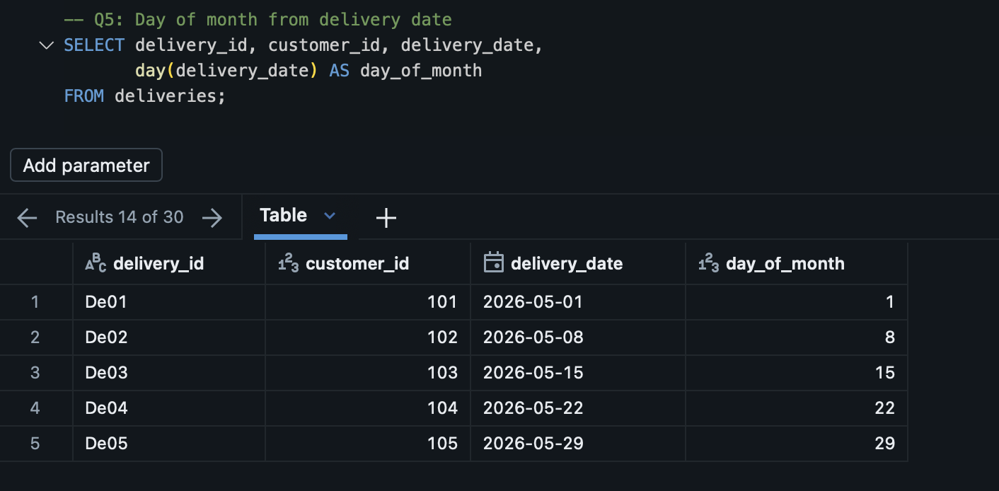 -- Q5: Day of month from delivery date
SELECT delivery_id, customer_id, delivery_date,
       day(delivery_date) AS day_of_month
FROM deliveries;
Add parameter
Results 14 of 30 Table
ABC delivery_id 123 customer_id delivery_date 123 day_of_month
1 De01 101 2026-05-01 1
2 De02 102 2026-05-08 8
3 De03 103 2026-05-15 15
4 De04 104 2026-05-22 22
5 De05 105 2026-05-29 29